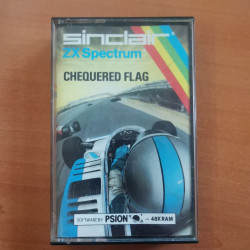 sinclair
ZX Spectrum
CHEQUERED FLAG
SOFTWARE BY PSION 48K RAM